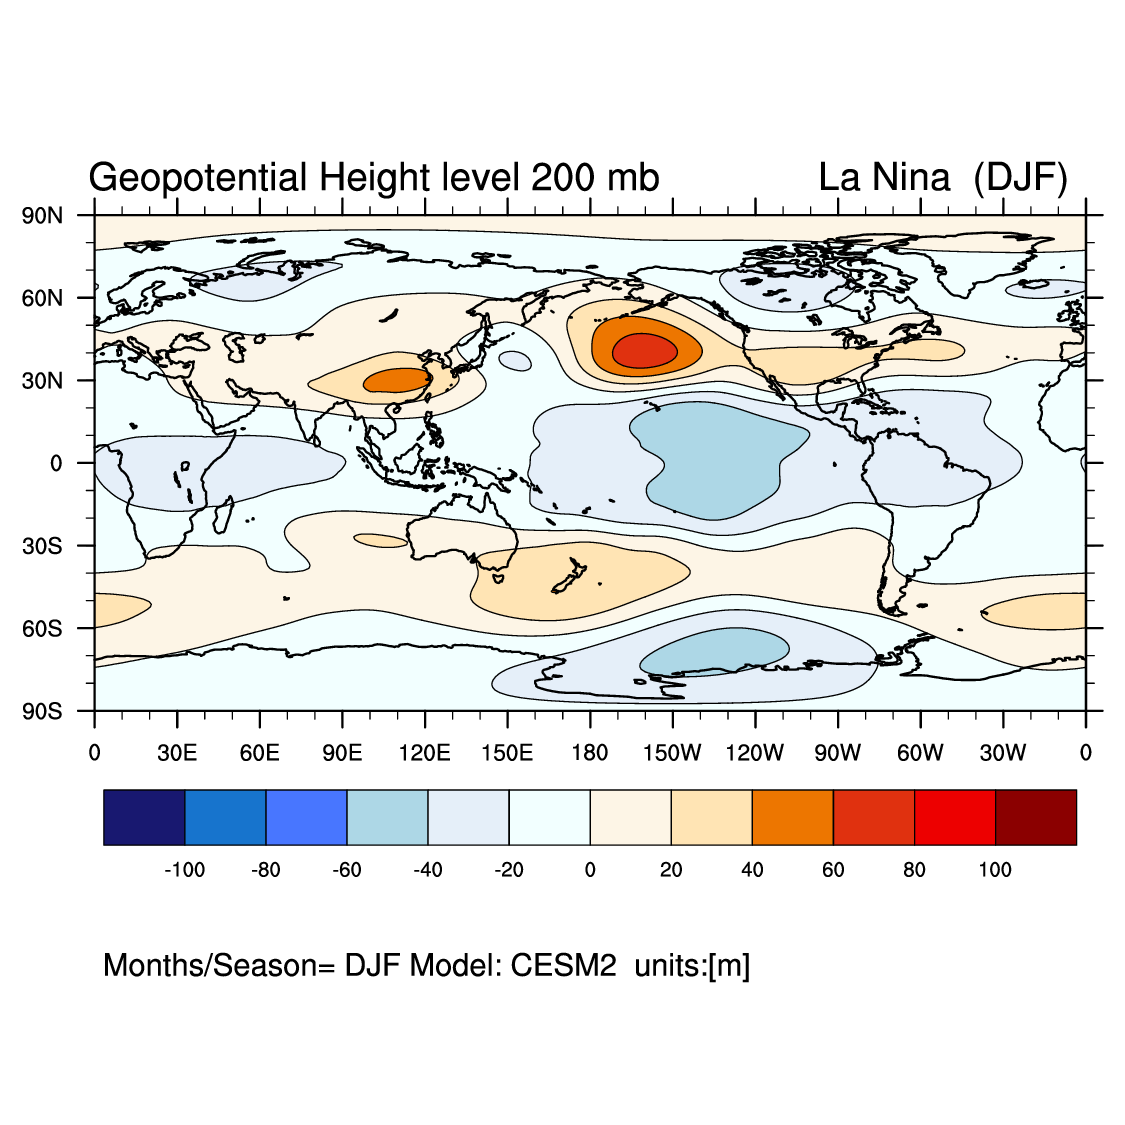 Geopotential Height level 200 mb La Nina (DJF)
90N
60N
30N
0
30S
60S
90S
0 30E 60E 90E 120E 150E 180 150W 120W 90W 60W 30W 0
-100 -80 -60 -40 -20 0 20 40 60 80 100
Months/Season= DJF Model: CESM2 units:[m]